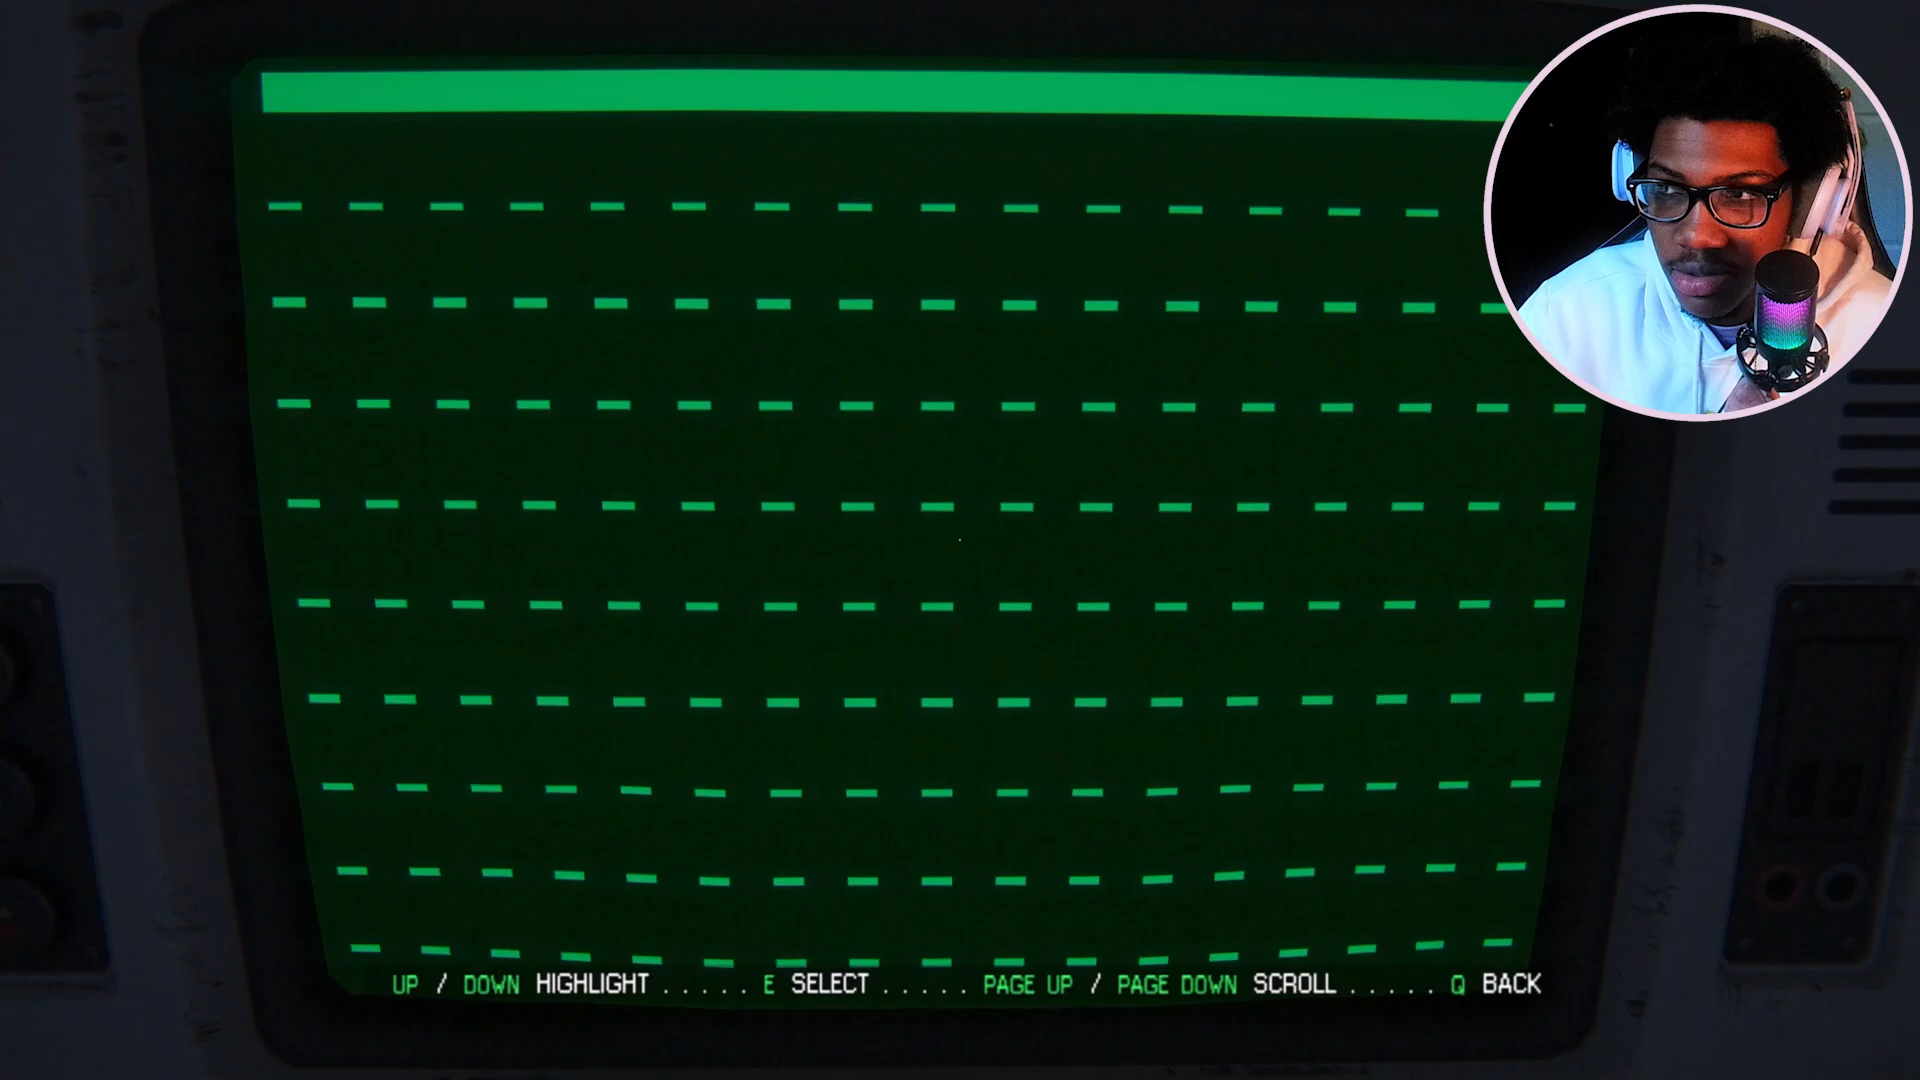 UP / DOWN HIGHLIGHT ..... E SELECT ..... PAGE UP / PAGE DOWN SCROLL ..... Q BACK